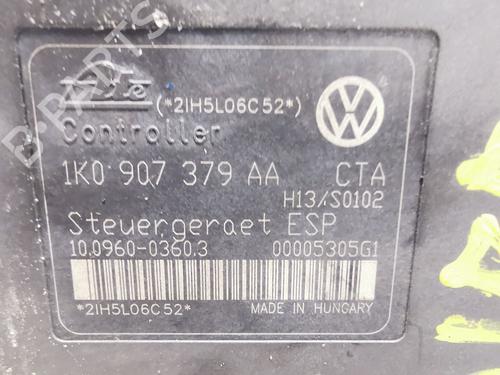 Ate (*2IH5L06C52*)
Controller
1K0 907 379 AA CTA
H13/S0102
Steuergeraet ESP
10.0960-0360.3 00005305G1
*2IH5L06C52* MADE IN HUNGARY